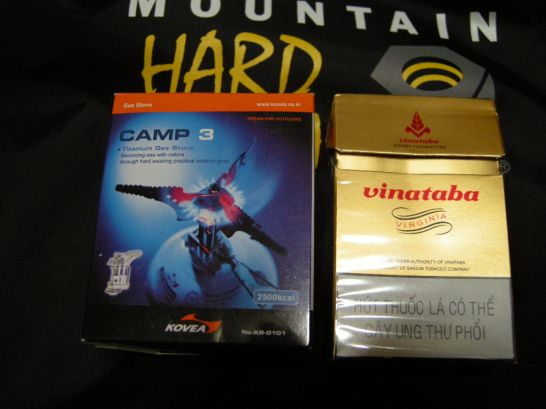 MOUNTAIN
HARD
Gas Stove
www.kovea.co.kr
DREAM FOR OUTDOORS
CAMP 3
Titanium Gas Stove
Becoming one with nature
through hard wearing practical outdoor gear.
2500kcal
KOVEA
No.KB-0101
vinataba
vinataba
VIRGINIA
UNDER AUTHORITY OF VINATABA
OF SAIGON TOBACCO COMPANY
HÚT THUỐC LÁ CÓ THỂ
GÂY UNG THƯ PHỔI